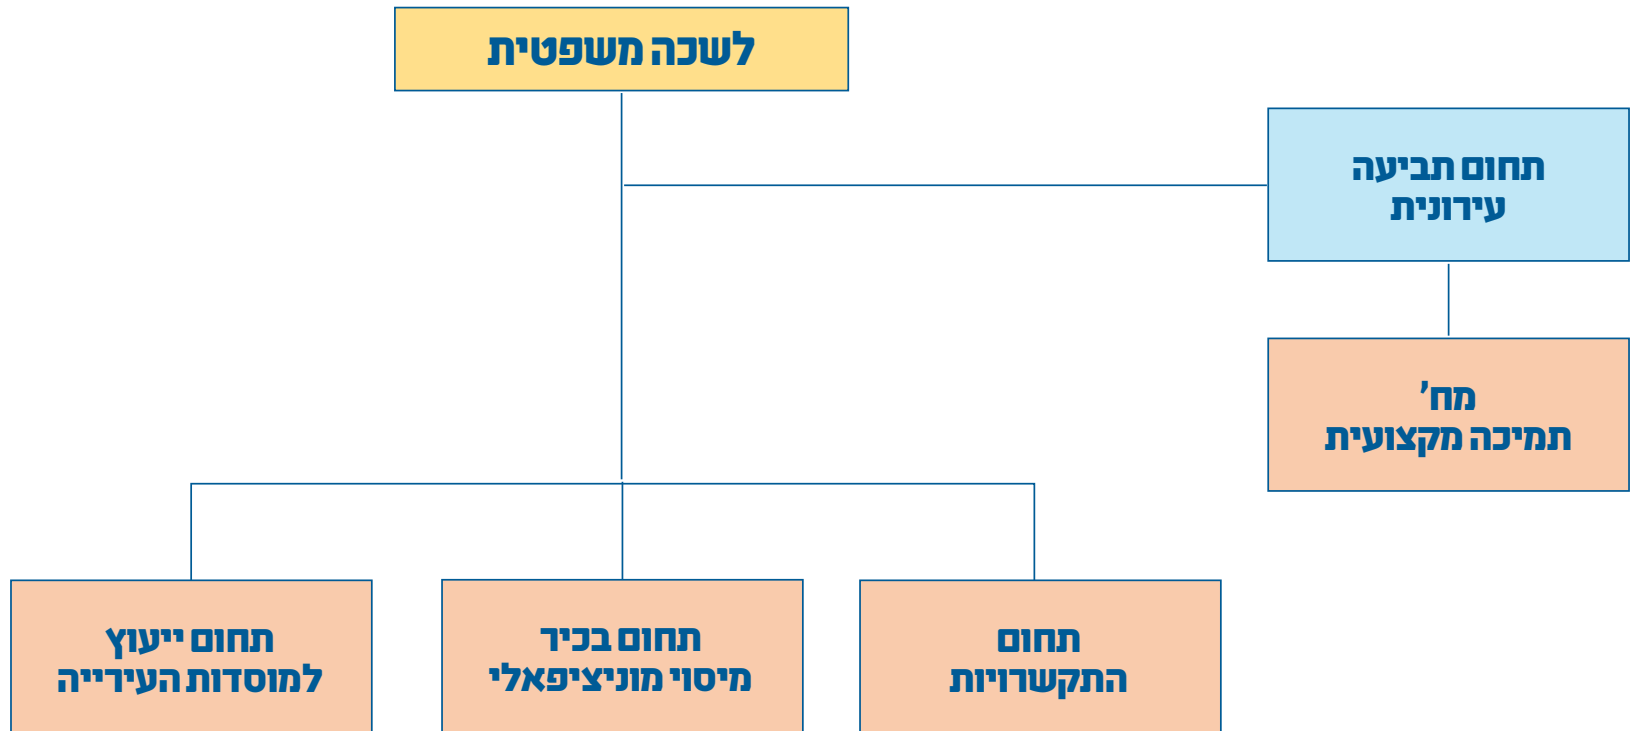 לשכה משפטית
תחום תביעה
עירונית
מח'
תמיכה מקצועית
תחום
התקשרויות
תחום בכיר
מיסוי מוניציפאלי
תחום ייעוץ
למוסדות העירייה